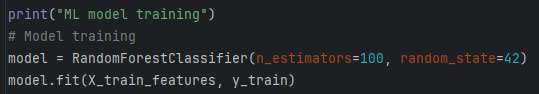 print("ML model training")
# Model training
model = RandomForestClassifier(n_estimators=100, random_state=42)
model.fit(X_train_features, y_train)